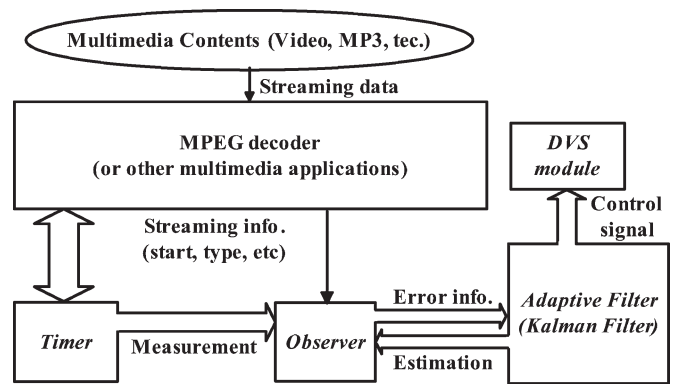 Multimedia Contents (Video, MP3, tec.)
Streaming data
MPEG decoder
(or other multimedia applications)
DVS
module
Control
signal
Streaming info.
(start, type, etc)
Timer
Measurement
Observer
Error info.
Estimation
Adaptive Filter
(Kalman Filter)